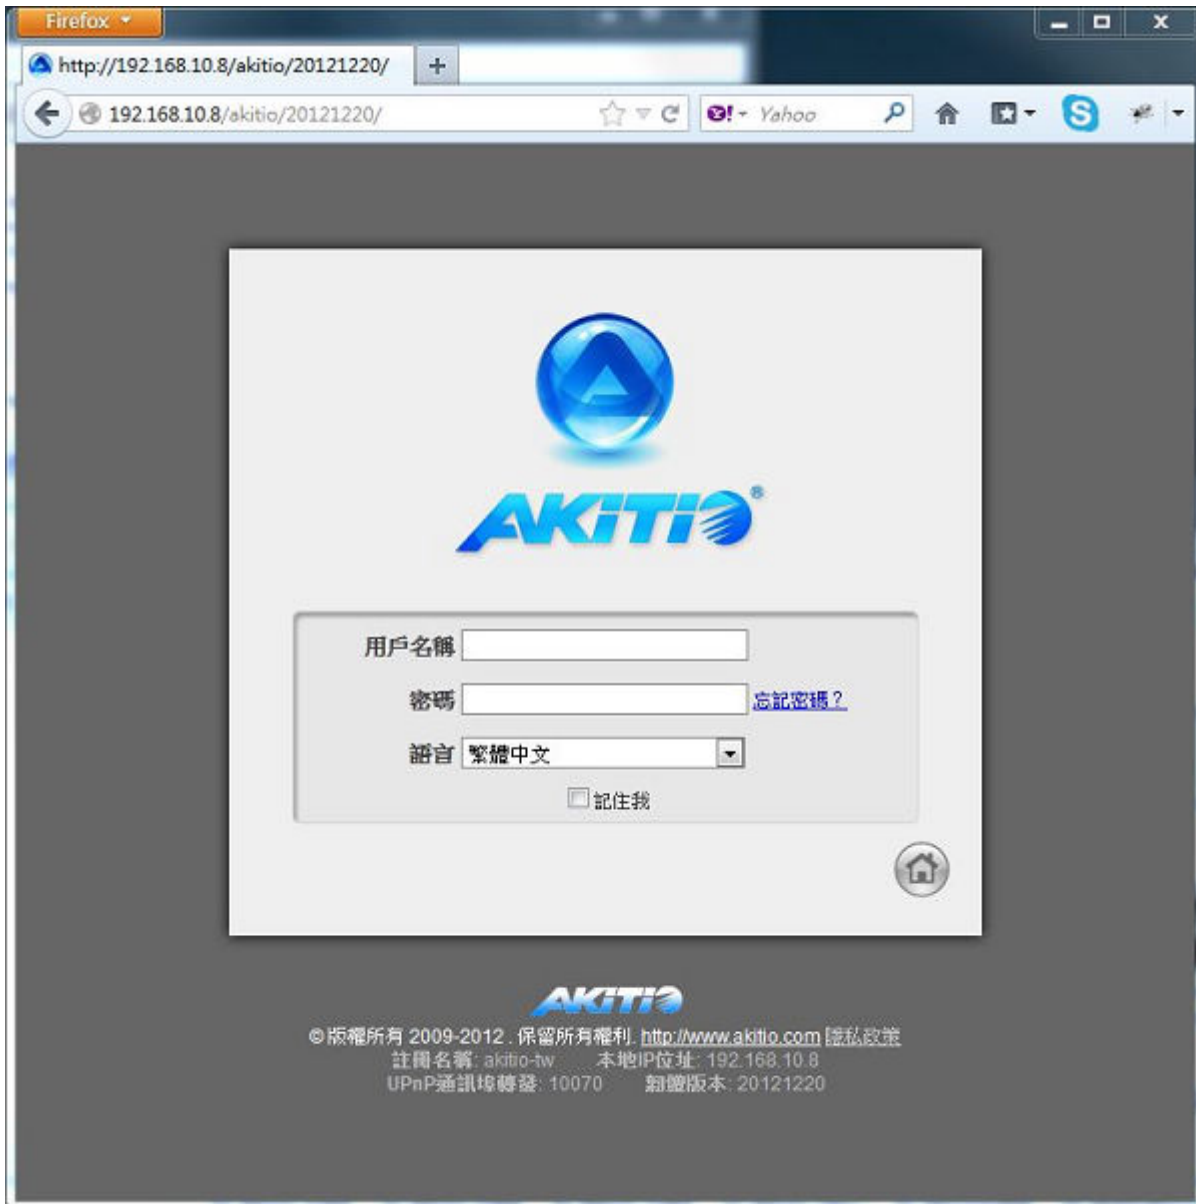 Firefox
http://192.168.10.8/akitio/20121220/
192.168.10.8/akitio/20121220/
Yahoo
AKiTiO®
用戶名稱
密碼 忘記密碼？
語言 繁體中文
記住我
AKiTiO
©版權所有 2009-2012 . 保留所有權利. http://www.akitio.com 隱私政策
註冊名稱: akitio-tw 本地IP位址: 192.168.10.8
UPnP通訊埠轉發: 10070 韌體版本: 20121220